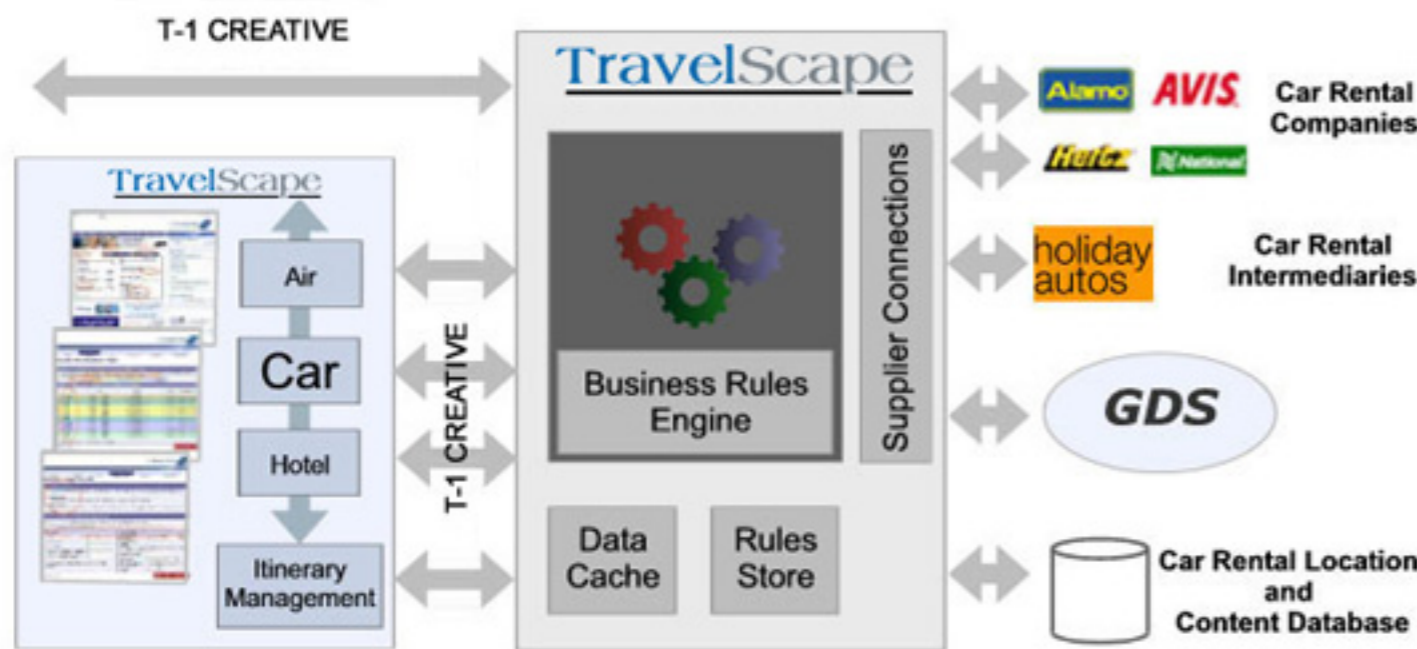 T-1 CREATIVE
TravelScape
TravelScape
Air
Car
Hotel
Itinerary
Management
T-1 CREATIVE
Business Rules
Engine
Supplier Connections
Data
Cache
Rules
Store
Alamo
AVIS
Hertz
National
Car Rental
Companies
holiday
autos
Car Rental
Intermediaries
GDS
Car Rental Location
and
Content Database